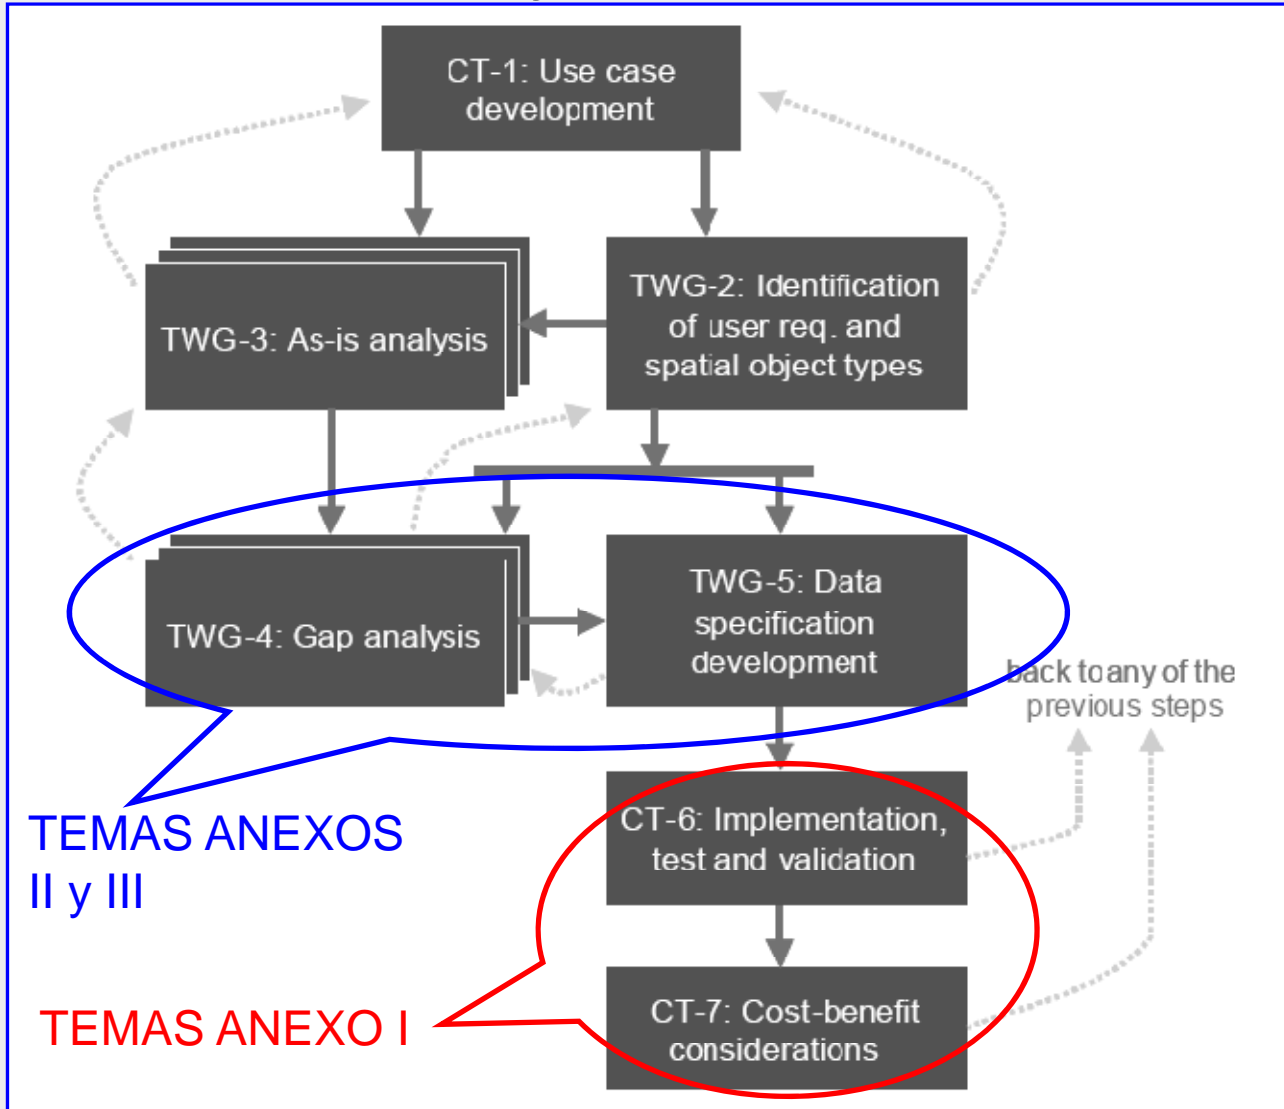 CT-1: Use case
development
TWG-3: As-is analysis
TWG-2: Identification
of user req. and
spatial object types
TWG-4: Gap analysis
TWG-5: Data
specification
development
back to any of the
previous steps
TEMAS ANEXOS
II y III
CT-6: Implementation,
test and validation
TEMAS ANEXO I
CT-7: Cost-benefit
considerations